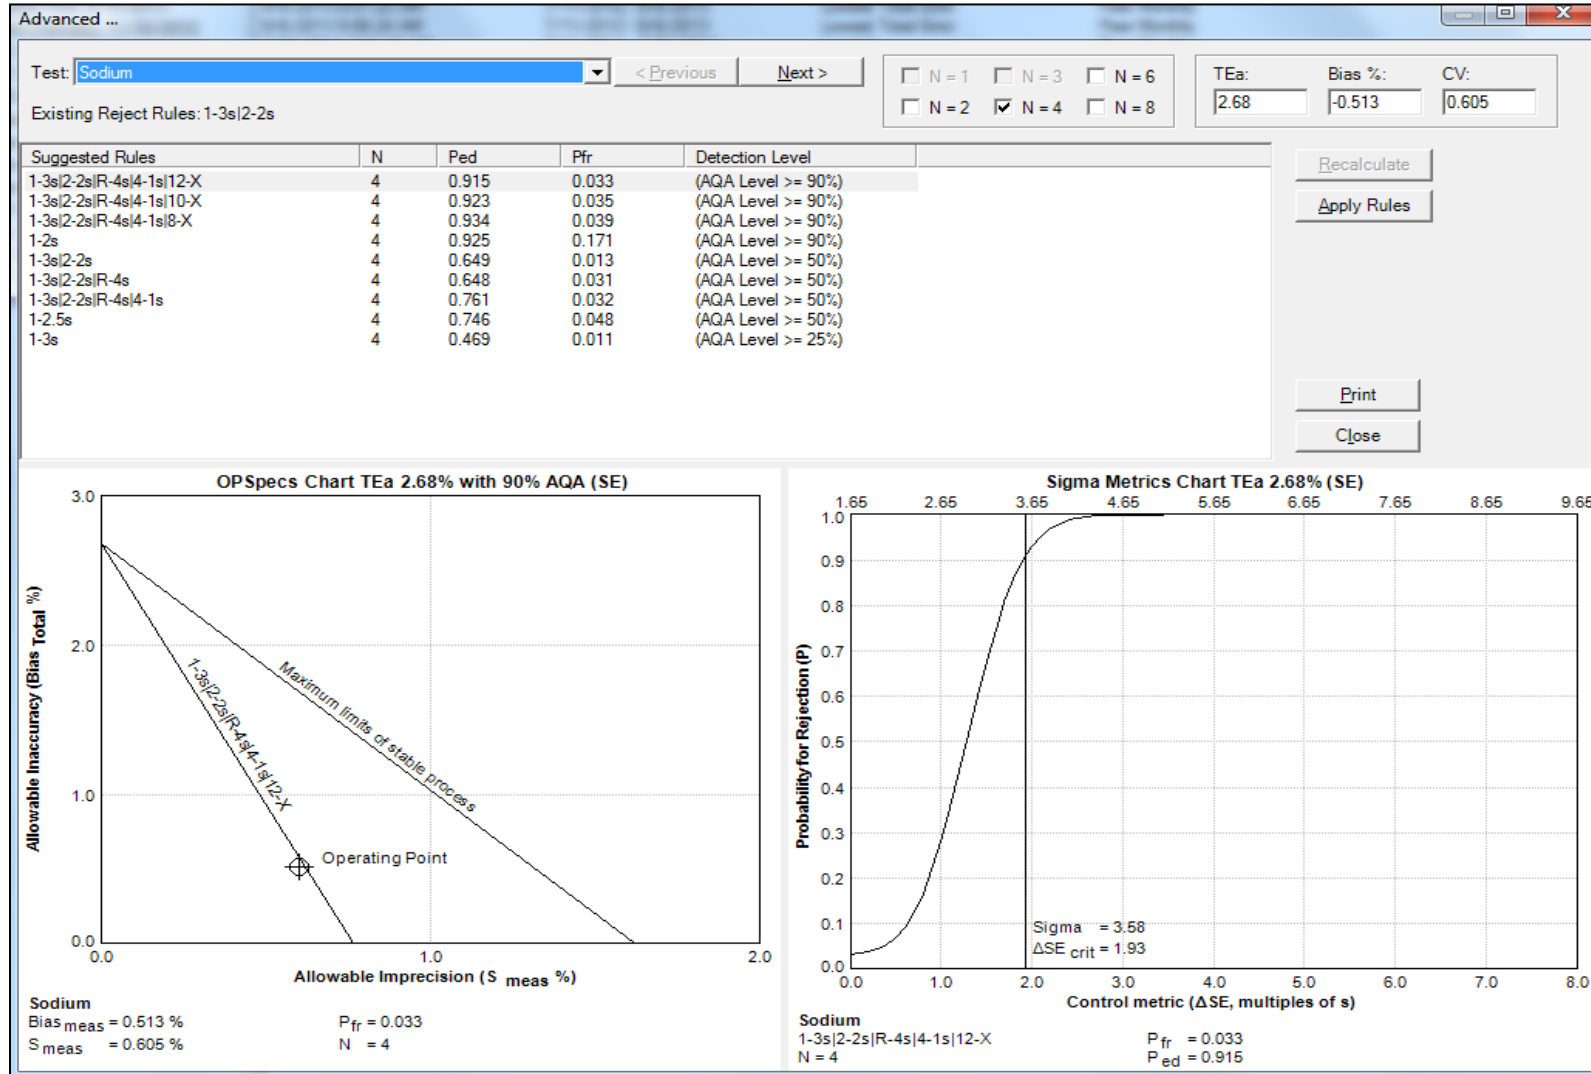 Advanced ...
Test: Sodium < Previous Next >
Existing Reject Rules: 1-3s|2-2s
N = 1 N = 3 N = 6
N = 2 N = 4 N = 8
TEa: Bias %: CV:
2.68 -0.513 0.605
Suggested Rules N Ped Pfr Detection Level
1-3s|2-2s|R-4s|4-1s|12-X 4 0.915 0.033 (AQA Level >= 90%)
1-3s|2-2s|R-4s|4-1s|10-X 4 0.923 0.035 (AQA Level >= 90%)
1-3s|2-2s|R-4s|4-1s|8-X 4 0.934 0.039 (AQA Level >= 90%)
1-2s 4 0.925 0.171 (AQA Level >= 90%)
1-3s|2-2s 4 0.649 0.013 (AQA Level >= 50%)
1-3s|2-2s|R-4s 4 0.648 0.031 (AQA Level >= 50%)
1-3s|2-2s|R-4s|4-1s 4 0.761 0.032 (AQA Level >= 50%)
1-2.5s 4 0.746 0.048 (AQA Level >= 50%)
1-3s 4 0.469 0.011 (AQA Level >= 25%)
Recalculate
Apply Rules
Print
Close
OPSpecs Chart TEa 2.68% with 90% AQA (SE)
3.0
2.0
1.0
0.0
Allowable Inaccuracy (Bias Total %)
1-3s|2-2s|R-4s|4-1s|12-X
Maximum limits of stable process
Operating Point
0.0 1.0 2.0
Allowable Imprecision (S meas %)
Sodium
Bias meas = 0.513 % Pfr = 0.033
S meas = 0.605 % N = 4
Sigma Metrics Chart TEa 2.68% (SE)
1.65 2.65 3.65 4.65 5.65 6.65 7.65 8.65 9.65
1.0
0.9
0.8
0.7
0.6
0.5
0.4
0.3
0.2
0.1
0.0
Probability for Rejection (P)
Sigma = 3.58
ΔSE crit = 1.93
0.0 1.0 2.0 3.0 4.0 5.0 6.0 7.0 8.0
Control metric (ΔSE, multiples of s)
Sodium
1-3s|2-2s|R-4s|4-1s|12-X P fr = 0.033
N = 4 P ed = 0.915